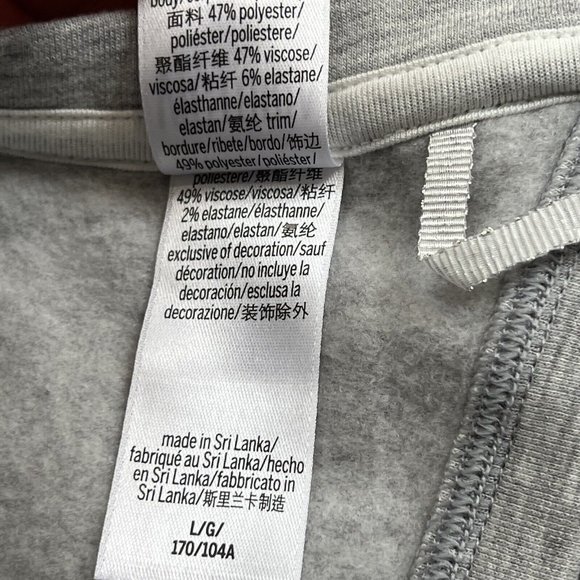 body/
面料 47% polyester/
poliéster/poliestere/
聚酯纤维 47% viscose/
viscosa/粘纤 6% elastane/
élasthanne/elastano/
elastan/氨纶 trim/
bordure/ribete/bordo/饰边
49% polyester/poliéster/
poliestere/聚酯纤维
49% viscose/viscosa/粘纤
2% elastane/élasthanne/
elastano/elastan/氨纶
exclusive of decoration/sauf
décoration/no incluye la
decoración/esclusa la
decorazione/装饰除外
made in Sri Lanka/
fabriqué au Sri Lanka/hecho
en Sri Lanka/fabbricato in
Sri Lanka/斯里兰卡制造
L/G/
170/104A